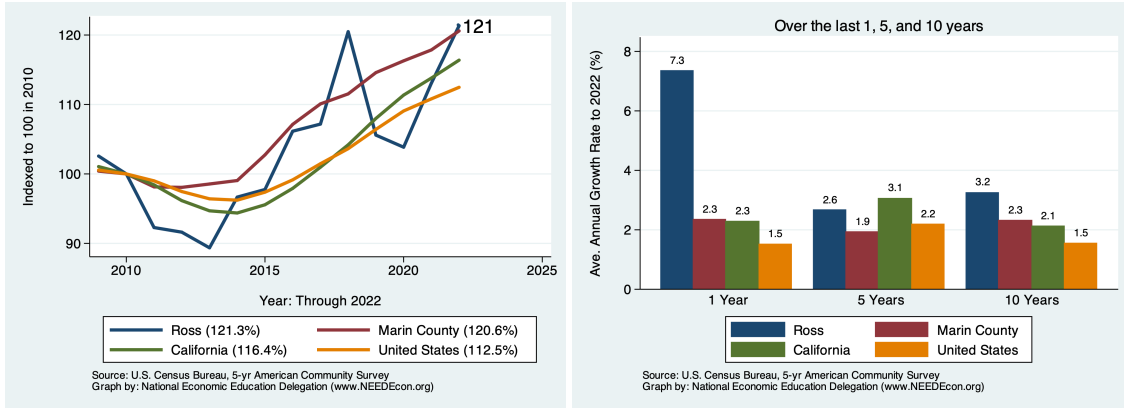 121
120
110
100
90
Indexed to 100 in 2010
2010
2015
2020
2025
Year: Through 2022
Ross (121.3%)
Marin County (120.6%)
California (116.4%)
United States (112.5%)
Source: U.S. Census Bureau, 5-yr American Community Survey
Graph by: National Economic Education Delegation (www.NEEDEcon.org)
Over the last 1, 5, and 10 years
Ave. Annual Growth Rate to 2022 (%)
8
6
4
2
0
7.3
2.3
2.3
1.5
2.6
1.9
3.1
2.2
3.2
2.3
2.1
1.5
1 Year
5 Years
10 Years
Ross
Marin County
California
United States
Source: U.S. Census Bureau, 5-yr American Community Survey
Graph by: National Economic Education Delegation (www.NEEDEcon.org)